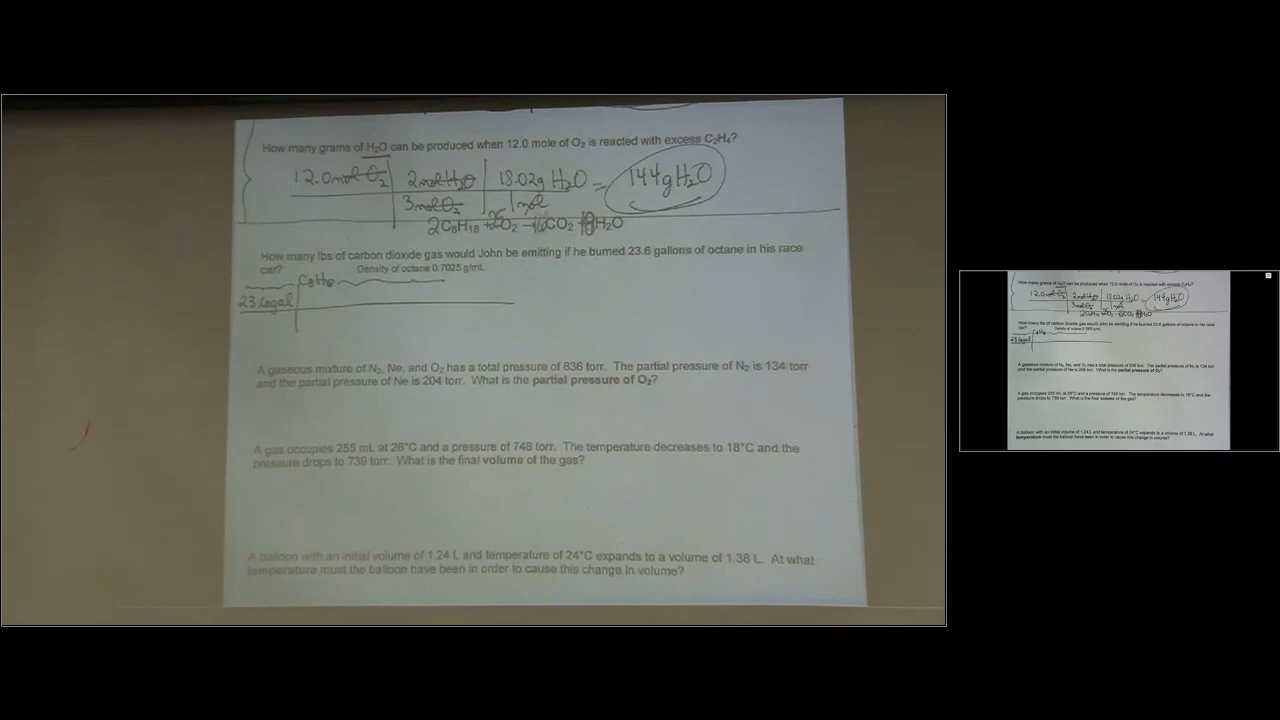 How many grams of H₂O can be produced when 12.0 mole of O₂ is reacted with excess C₂H₄?
12.0 mol O₂ | 2 mol H₂O | 18.02g H₂O = 144g H₂O
3 mol O₂ | 1 mol
2C₈H₁₈ + 25O₂ → 16CO₂ + 18H₂O
How many lbs of carbon dioxide gas would John be emitting if he burned 23.6 gallons of octane in his race
car? Density of octane 0.7025 g/mL
23.6gal
A gaseous mixture of N₂, Ne, and O₂ has a total pressure of 836 torr. The partial pressure of N₂ is 134 torr
and the partial pressure of Ne is 204 torr. What is the partial pressure of O₂?
A gas occupies 255 mL at 26°C and a pressure of 748 torr. The temperature decreases to 18°C and the
pressure drops to 739 torr. What is the final volume of the gas?
A balloon with an initial volume of 1.24 L and temperature of 24°C expands to a volume of 1.38 L. At what
temperature must the balloon have been in order to cause this change in volume?